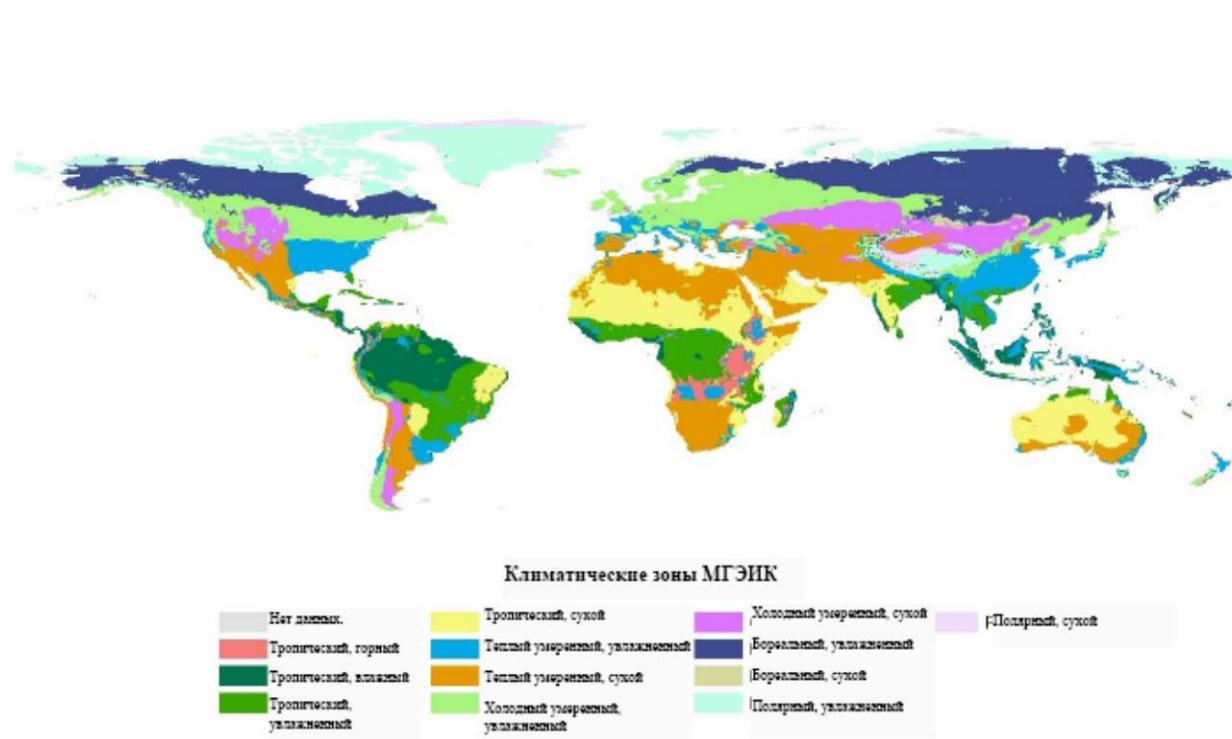 Климатические зоны МГЭИК
Нет данных.
Тропический, горный
Тропический, влажный
Тропический,
увлажненный
Тропический, сухой
Теплый умеренный, увлажненный
Теплый умеренный, сухой
Холодный умеренный,
увлажненный
Холодный умеренный, сухой
Бореальный, увлажненный
Бореальный, сухой
Полярный, увлажненный
Полярный, сухой